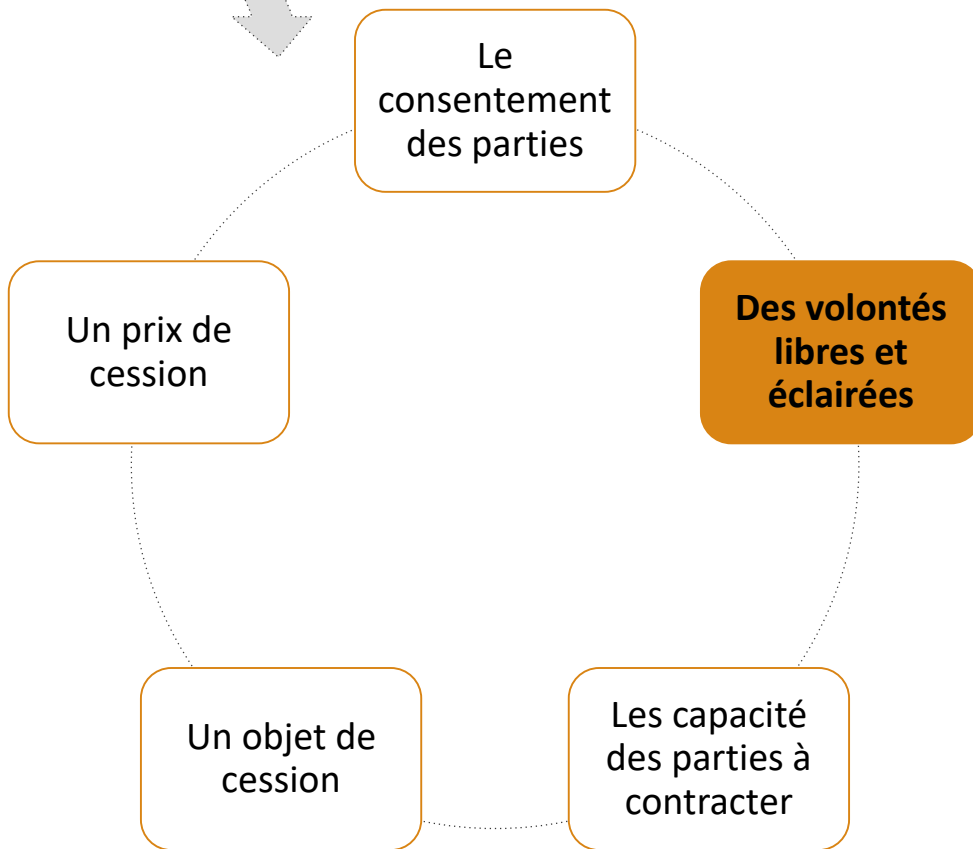 Le
consentement
des parties
Des volontés
libres et
éclairées
Les capacité
des parties à
contracter
Un objet de
cession
Un prix de
cession